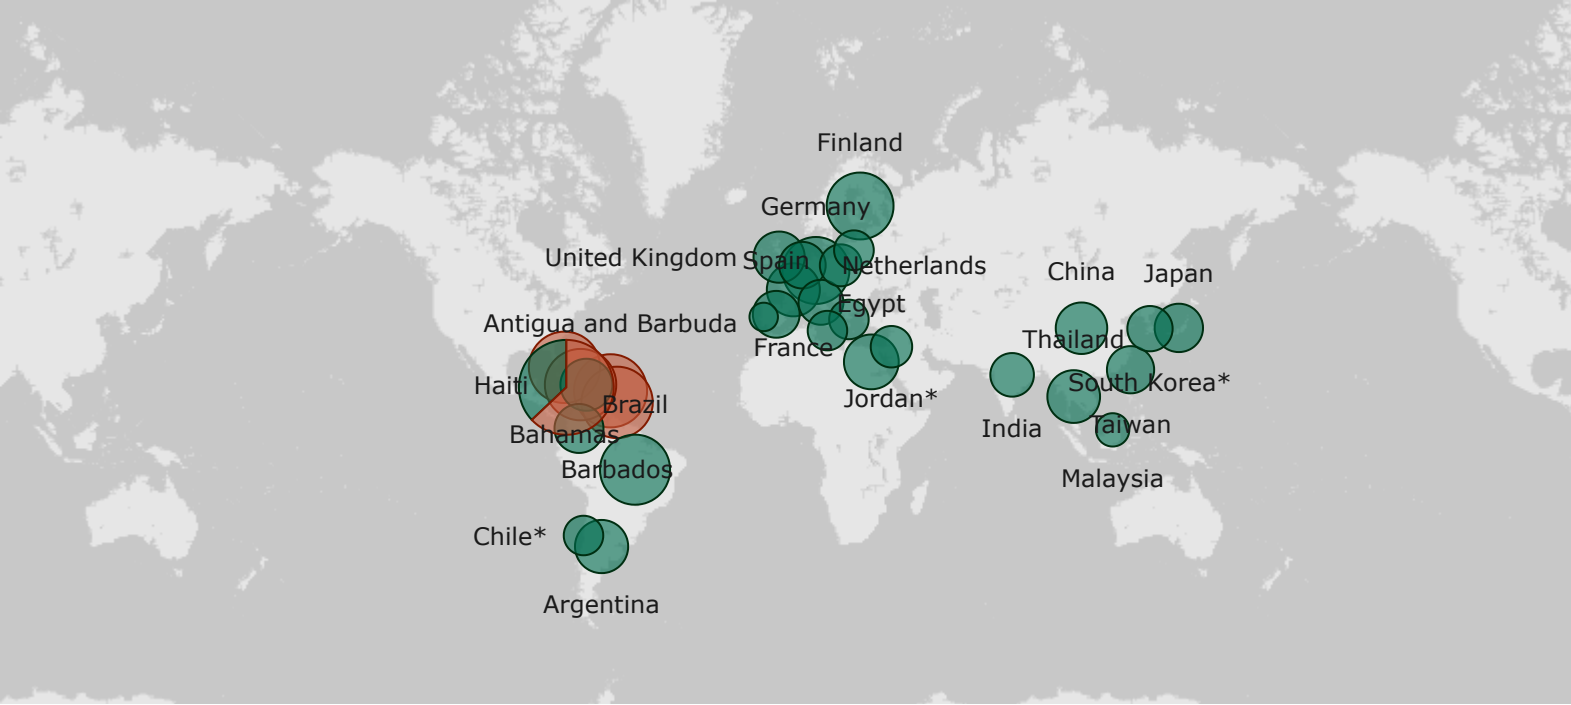 Finland
Germany
United Kingdom
Spain
Netherlands
China
Japan
Egypt
Antigua and Barbuda
France
Thailand
Haiti
South Korea*
Jordan*
Brazil
Taiwan
India
Bahamas
Barbados
Malaysia
Chile*
Argentina